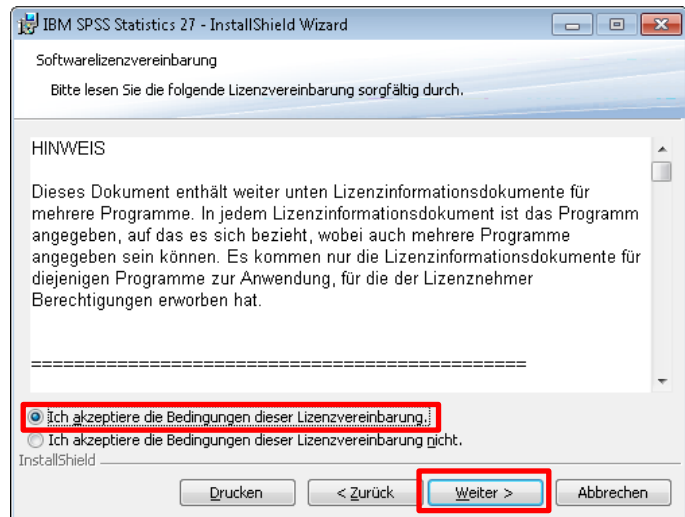 IBM SPSS Statistics 27 - InstallShield Wizard
Softwarelizenzvereinbarung
Bitte lesen Sie die folgende Lizenzvereinbarung sorgfältig durch.
HINWEIS
Dieses Dokument enthält weiter unten Lizenzinformationsdokumente für
mehrere Programme. In jedem Lizenzinformationsdokument ist das Programm
angegeben, auf das es sich bezieht, wobei auch mehrere Programme
angegeben sein können. Es kommen nur die Lizenzinformationsdokumente für
diejenigen Programme zur Anwendung, für die der Lizenznehmer
Berechtigungen erworben hat.
==============================================
Ich akzeptiere die Bedingungen dieser Lizenzvereinbarung.
Ich akzeptiere die Bedingungen dieser Lizenzvereinbarung nicht.
InstallShield
Drucken
< Zurück
Weiter >
Abbrechen